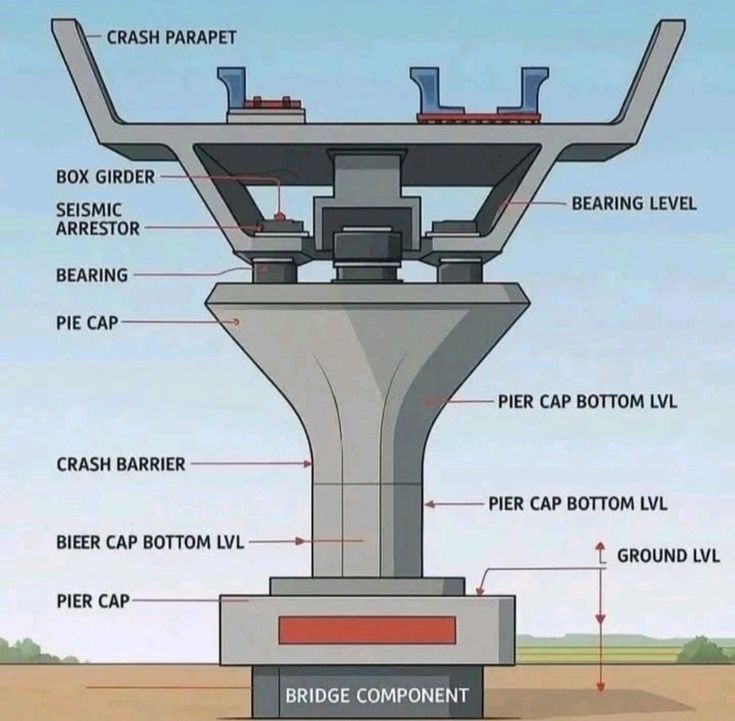 CRASH PARAPET
BOX GIRDER
SEISMIC
ARRESTOR
BEARING LEVEL
BEARING
PIE CAP
PIER CAP BOTTOM LVL
CRASH BARRIER
PIER CAP BOTTOM LVL
BIEER CAP BOTTOM LVL
GROUND LVL
PIER CAP
BRIDGE COMPONENT